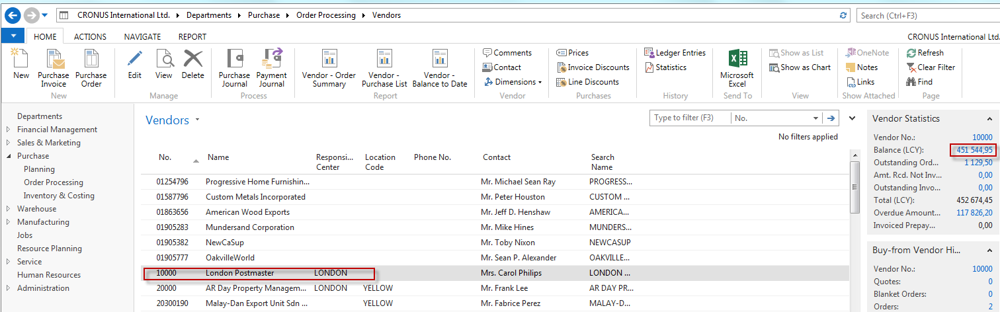 CRONUS International Ltd. Departments Purchase Order Processing Vendors Search (Ctrl+F3)
HOME ACTIONS NAVIGATE REPORT CRONUS International Ltd.
New Purchase Invoice Purchase Order
New
Edit View Delete
Manage
Purchase Journal Payment Journal
Process
Vendor - Order Summary Vendor - Purchase List Vendor - Balance to Date
Report
Comments
Contact
Dimensions
Vendor
Prices
Invoice Discounts
Line Discounts
Purchases
Ledger Entries
Statistics
History
Microsoft Excel
Send To
Show as List
Show as Chart
View
OneNote
Notes
Links
Show Attached
Refresh
Clear Filter
Find
Page
Departments
Financial Management
Sales & Marketing
Purchase
Planning
Order Processing
Inventory & Costing
Warehouse
Manufacturing
Jobs
Resource Planning
Service
Human Resources
Administration
Vendors Type to filter (F3) No.
No filters applied
No. Name Responsi... Center Location Code Phone No. Contact Search Name
01254796 Progressive Home Furnishin... Mr. Michael Sean Ray PROGRESS...
01587796 Custom Metals Incorporated Mr. Peter Houston CUSTOM ...
01863656 American Wood Exports Mr. Jeff D. Henshaw AMERICA...
01905283 Mundersand Corporation Mr. Mike Hines MUNDERS...
01905382 NewCaSup Mr. Toby Nixon NEWCASUP
01905777 OakvilleWorld Mr. Sean P. Alexander OAKVILLE...
10000 London Postmaster LONDON Mrs. Carol Philips LONDON ...
20000 AR Day Property Managem... LONDON YELLOW Mr. Frank Lee AR DAY PR...
20300190 Malay-Dan Export Unit Sdn ... YELLOW Mr. Fabrice Perez MALAY-D...
Vendor Statistics
Vendor No.: 10000
Balance (LCY): 451 544,95
Outstanding Ord... 1 129,50
Amt. Rcd. Not Inv... 0,00
Outstanding Invo... 0,00
Total (LCY): 452 674,45
Overdue Amount... 117 826,20
Invoiced Prepay... 0,00
Buy-from Vendor Hi...
Vendor No.: 10000
Quotes: 0
Blanket Orders: 0
Orders: 2